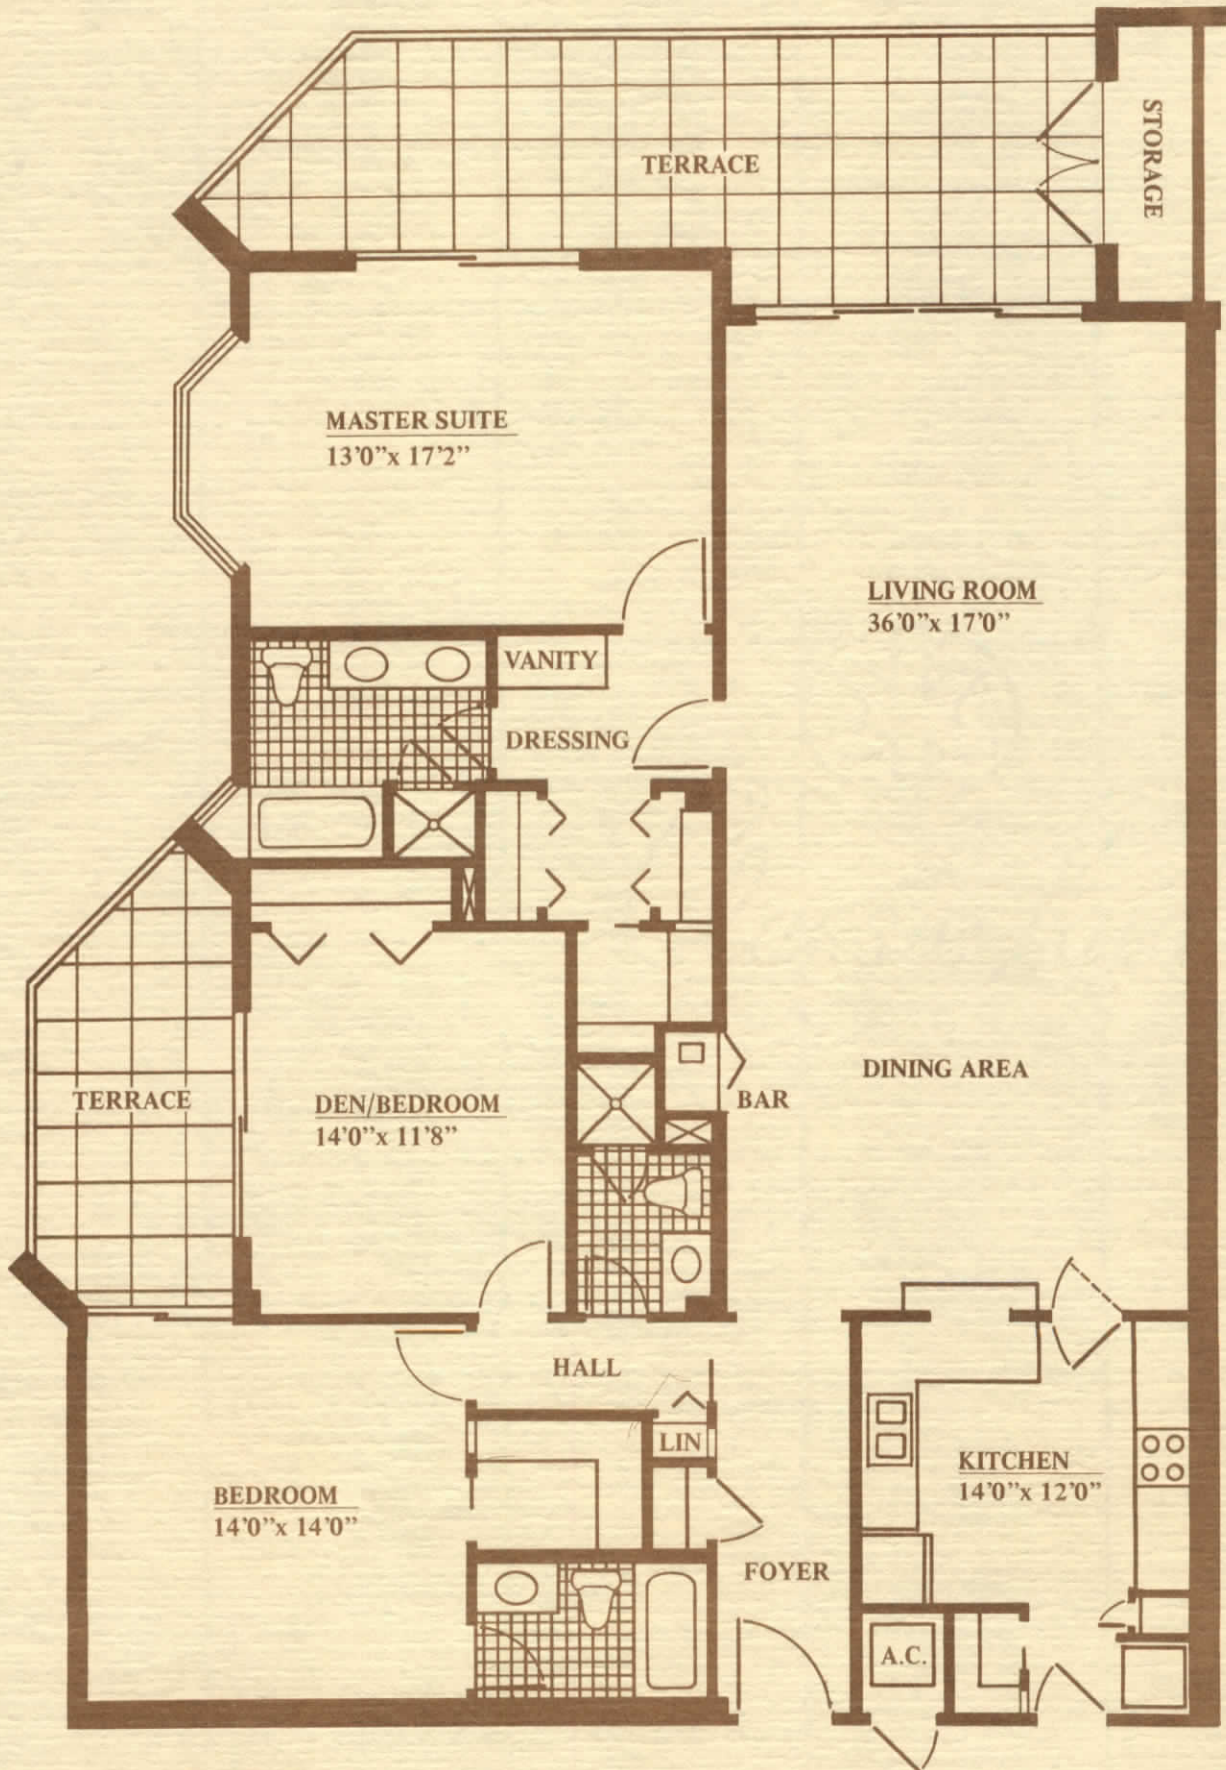 TERRACE
STORAGE
MASTER SUITE
13'0”x 17'2”
LIVING ROOM
36'0”x 17'0”
VANITY
DRESSING
DINING AREA
TERRACE
DEN/BEDROOM
14'0”x 11'8”
BAR
HALL
LIN
KITCHEN
14'0”x 12'0”
BEDROOM
14'0”x 14'0”
FOYER
A.C.